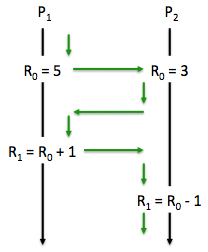 P₁ P₂
R₀ = 5 R₀ = 3
R₁ = R₀ + 1
R₁ = R₀ - 1